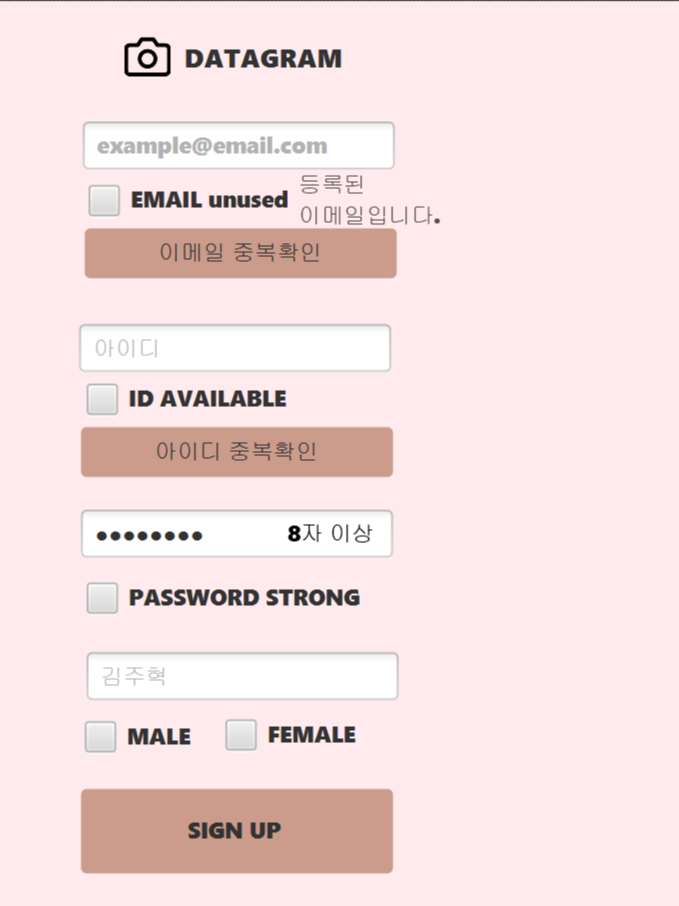 DATAGRAM
example@email.com
EMAIL unused
등록된
이메일입니다.
이메일 중복확인
아이디
ID AVAILABLE
아이디 중복확인
●●●●●●●● 8자 이상
PASSWORD STRONG
김주혁
MALE FEMALE
SIGN UP